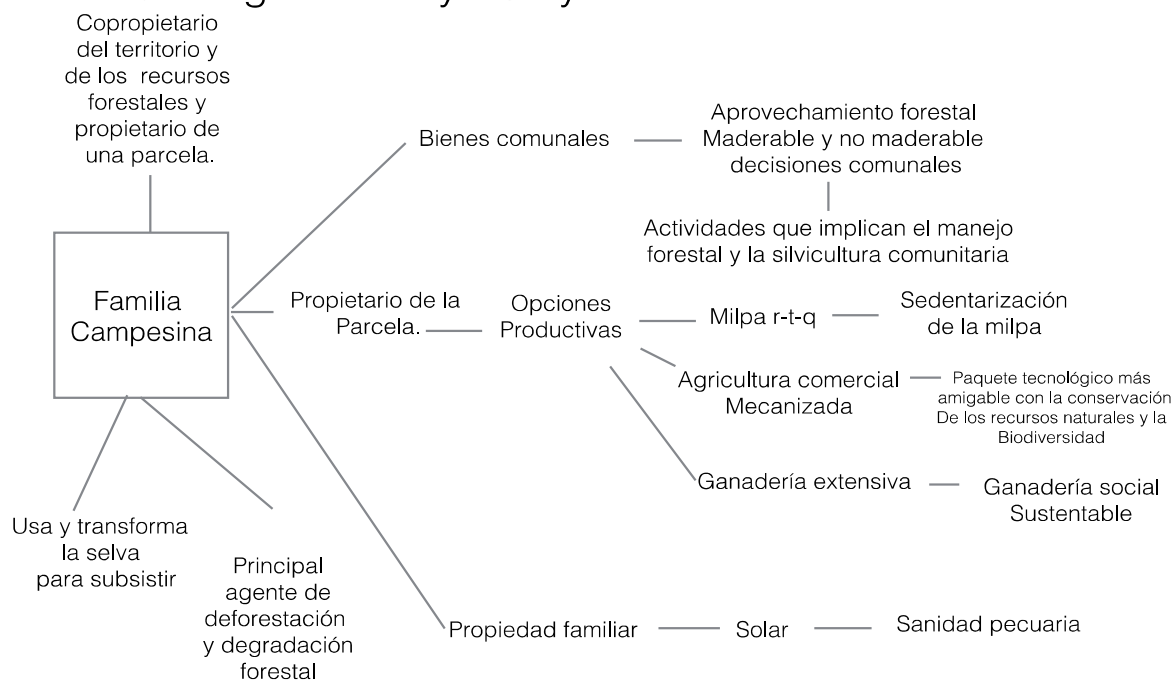 Copropietario
del territorio y
de los recursos
forestales y
propietario de
una parcela.
Familia
Campesina
Usa y transforma
la selva
para subsistir
Principal
agente de
deforestación
y degradación
forestal
Bienes comunales
Aprovechamiento forestal
Maderable y no maderable
decisiones comunales
Actividades que implican el manejo
forestal y la silvicultura comunitaria
Propietario de la
Parcela.
Opciones
Productivas
Milpa r-t-q
Sedentarización
de la milpa
Agricultura comercial
Mecanizada
Paquete tecnológico más
amigable con la conservación
De los recursos naturales y la
Biodiversidad
Ganadería extensiva
Ganadería social
Sustentable
Propiedad familiar
Solar
Sanidad pecuaria